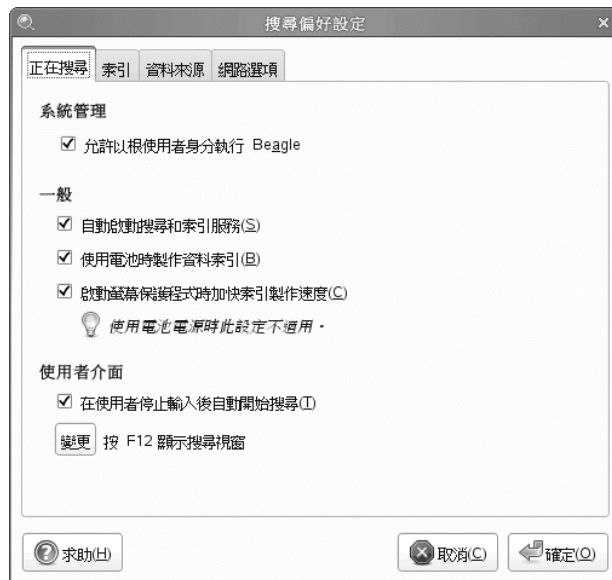 搜尋偏好設定
正在搜尋 索引 資料來源 網路選項
系統管理
允許以根使用者身分執行 Beagle
一般
自動啟動搜尋和索引服務(S)
使用電池時製作資料索引(B)
啟動螢幕保護程式時加快索引製作速度(C)
使用電池電源時此設定不適用。
使用者介面
在使用者停止輸入後自動開始搜尋(T)
變更 按 F12 顯示搜尋視窗
求助(H) 取消(C) 確定(O)